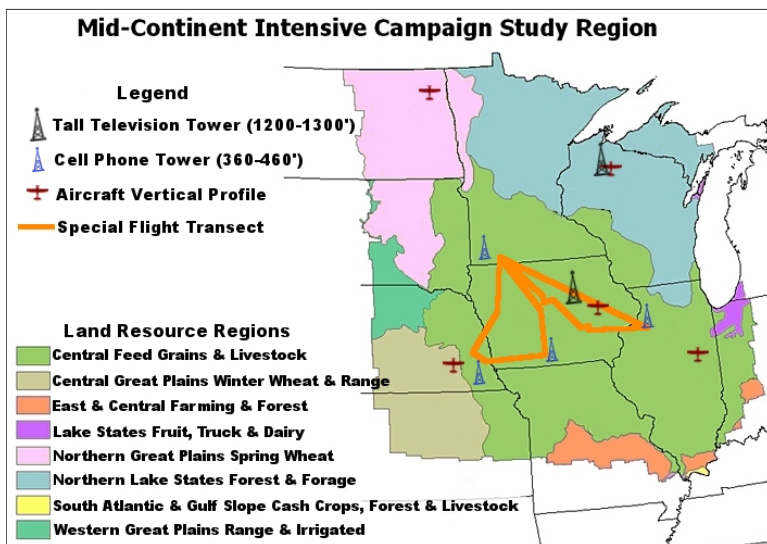 Mid-Continent Intensive Campaign Study Region
Legend
Tall Television Tower (1200-1300')
Cell Phone Tower (360-460')
Aircraft Vertical Profile
Special Flight Transect
Land Resource Regions
Central Feed Grains & Livestock
Central Great Plains Winter Wheat & Range
East & Central Farming & Forest
Lake States Fruit, Truck & Dairy
Northern Great Plains Spring Wheat
Northern Lake States Forest & Forage
South Atlantic & Gulf Slope Cash Crops, Forest & Livestock
Western Great Plains Range & Irrigated